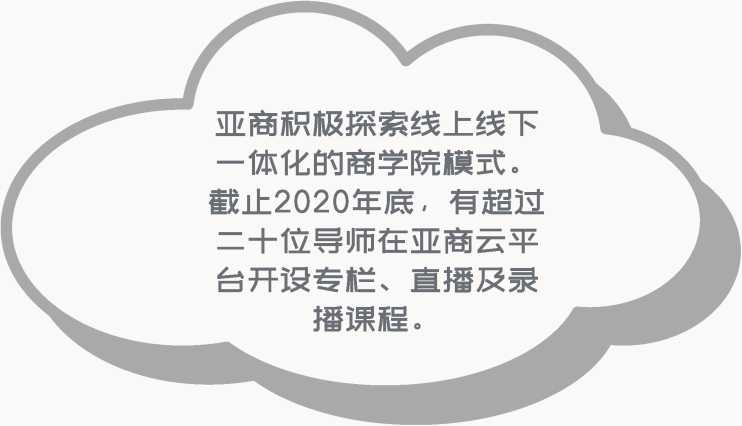 亚商积极探索线上线下
一体化的商学院模式。
截止2020年底，有超过
二十位导师在亚商云平
台开设专栏、直播及录
播课程。